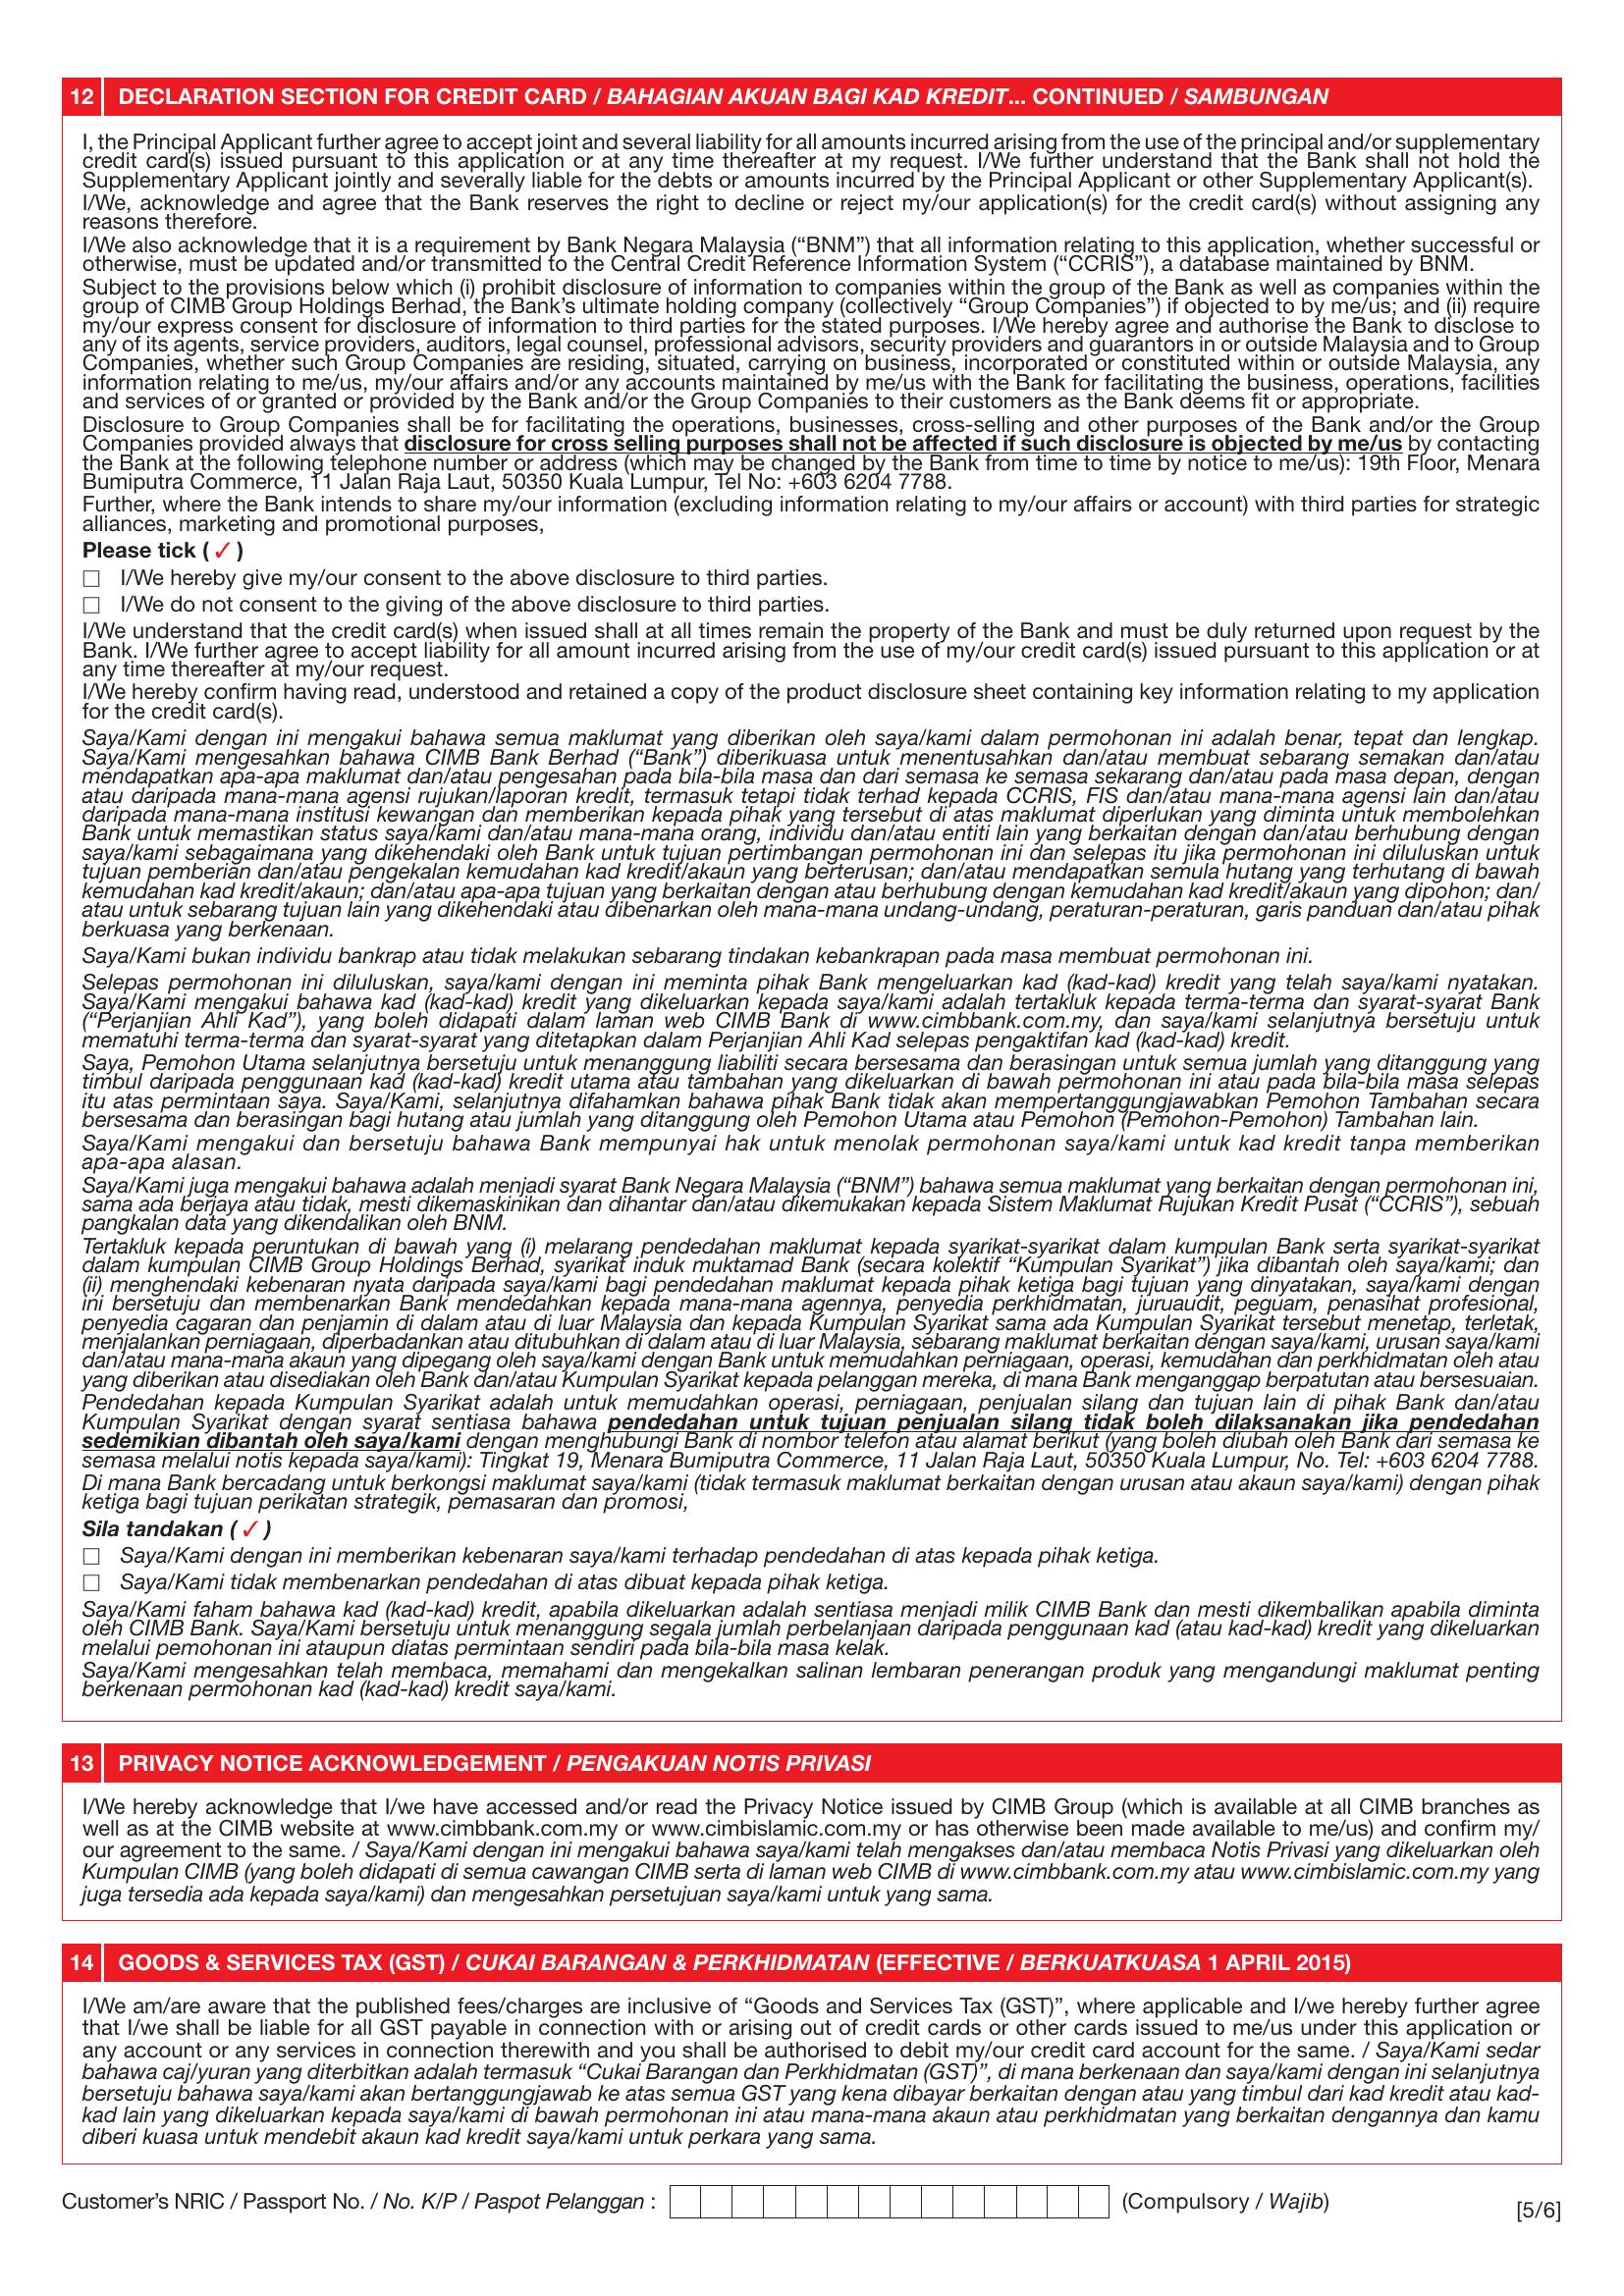 12 DECLARATION SECTION FOR CREDIT CARD / BAHAGIAN AKUAN BAGI KAD KREDIT... CONTINUED / SAMBUNGAN
I, the Principal Applicant further agree to accept joint and several liability for all amounts incurred arising from the use of the principal and/or supplementary
credit card(s) issued pursuant to this application or at any time thereafter at my request. I/We further understand that the Bank shall not hold the
Supplementary Applicant jointly and severally liable for the debts or amounts incurred by the Principal Applicant or other Supplementary Applicant(s).
I/We, acknowledge and agree that the Bank reserves the right to decline or reject my/our application(s) for the credit card(s) without assigning any
reasons therefore.
I/We also acknowledge that it is a requirement by Bank Negara Malaysia (“BNM”) that all information relating to this application, whether successful or
otherwise, must be updated and/or transmitted to the Central Credit Reference Information System (“CCRIS”), a database maintained by BNM.
Subject to the provisions below which (i) prohibit disclosure of information to companies within the group of the Bank as well as companies within the
group of CIMB Group Holdings Berhad, the Bank’s ultimate holding company (collectively “Group Companies”) if objected to by me/us; and (ii) require
my/our express consent for disclosure of information to third parties for the stated purposes. I/We hereby agree and authorise the Bank to disclose to
any of its agents, service providers, auditors, legal counsel, professional advisors, security providers and guarantors in or outside Malaysia and to Group
Companies, whether such Group Companies are residing, situated, carrying on business, incorporated or constituted within or outside Malaysia, any
information relating to me/us, my/our affairs and/or any accounts maintained by me/us with the Bank for facilitating the business, operations, facilities
and services of or granted or provided by the Bank and/or the Group Companies to their customers as the Bank deems fit or appropriate.
Disclosure to Group Companies shall be for facilitating the operations, businesses, cross-selling and other purposes of the Bank and/or the Group
Companies provided always that disclosure for cross selling purposes shall not be affected if such disclosure is objected by me/us by contacting
the Bank at the following telephone number or address (which may be changed by the Bank from time to time by notice to me/us): 19th Floor, Menara
Bumiputra Commerce, 11 Jalan Raja Laut, 50350 Kuala Lumpur, Tel No: +603 6204 7788.
Further, where the Bank intends to share my/our information (excluding information relating to my/our affairs or account) with third parties for strategic
alliances, marketing and promotional purposes,
Please tick ( ✓ )
☐ I/We hereby give my/our consent to the above disclosure to third parties.
☐ I/We do not consent to the giving of the above disclosure to third parties.
I/We understand that the credit card(s) when issued shall at all times remain the property of the Bank and must be duly returned upon request by the
Bank. I/We further agree to accept liability for all amount incurred arising from the use of my/our credit card(s) issued pursuant to this application or at
any time thereafter at my/our request.
I/We hereby confirm having read, understood and retained a copy of the product disclosure sheet containing key information relating to my application
for the credit card(s).
Saya/Kami dengan ini mengakui bahawa semua maklumat yang diberikan oleh saya/kami dalam permohonan ini adalah benar, tepat dan lengkap.
Saya/Kami mengesahkan bahawa CIMB Bank Berhad (“Bank”) diberikuasa untuk menentusahkan dan/atau membuat sebarang semakan dan/atau
mendapatkan apa-apa maklumat dan/atau pengesahan pada bila-bila masa dan dari semasa ke semasa sekarang dan/atau pada masa depan, dengan
atau daripada mana-mana agensi rujukan/laporan kredit, termasuk tetapi tidak terhad kepada CCRIS, FIS dan/atau mana-mana agensi lain dan/atau
daripada mana-mana institusi kewangan dan memberikan kepada pihak yang tersebut di atas maklumat diperlukan yang diminta untuk membolehkan
Bank untuk memastikan status saya/kami dan/atau mana-mana orang, individu dan/atau entiti lain yang berkaitan dengan dan/atau berhubung dengan
saya/kami sebagaimana yang dikehendaki oleh Bank untuk tujuan pertimbangan permohonan ini dan selepas itu jika permohonan ini diluluskan untuk
tujuan pemberian dan/atau pengekalan kemudahan kad kredit/akaun yang berterusan; dan/atau mendapatkan semula hutang yang terhutang di bawah
kemudahan kad kredit/akaun; dan/atau apa-apa tujuan yang berkaitan dengan atau berhubung dengan kemudahan kad kredit/akaun yang dipohon; dan/
atau untuk sebarang tujuan lain yang dikehendaki atau dibenarkan oleh mana-mana undang-undang, peraturan-peraturan, garis panduan dan/atau pihak
berkuasa yang berkenaan.
Saya/Kami bukan individu bankrap atau tidak melakukan sebarang tindakan kebankrapan pada masa membuat permohonan ini.
Selepas permohonan ini diluluskan, saya/kami dengan ini meminta pihak Bank mengeluarkan kad (kad-kad) kredit yang telah saya/kami nyatakan.
Saya/Kami mengakui bahawa kad (kad-kad) kredit yang dikeluarkan kepada saya/kami adalah tertakluk kepada terma-terma dan syarat-syarat Bank
(“Perjanjian Ahli Kad”), yang boleh didapati dalam laman web CIMB Bank di www.cimbbank.com.my, dan saya/kami selanjutnya bersetuju untuk
mematuhi terma-terma dan syarat-syarat yang ditetapkan dalam Perjanjian Ahli Kad selepas pengaktifan kad (kad-kad) kredit.
Saya, Pemohon Utama selanjutnya bersetuju untuk menanggung liabiliti secara bersesama dan berasingan untuk semua jumlah yang ditanggung yang
timbul daripada penggunaan kad (kad-kad) kredit utama atau tambahan yang dikeluarkan di bawah permohonan ini atau pada bila-bila masa selepas
itu atas permintaan saya. Saya/Kami, selanjutnya difahamkan bahawa pihak Bank tidak akan mempertanggungjawabkan Pemohon Tambahan secara
bersesama dan berasingan bagi hutang atau jumlah yang ditanggung oleh Pemohon Utama atau Pemohon (Pemohon-Pemohon) Tambahan lain.
Saya/Kami mengakui dan bersetuju bahawa Bank mempunyai hak untuk menolak permohonan saya/kami untuk kad kredit tanpa memberikan
apa-apa alasan.
Saya/Kami juga mengakui bahawa adalah menjadi syarat Bank Negara Malaysia (“BNM”) bahawa semua maklumat yang berkaitan dengan permohonan ini,
sama ada berjaya atau tidak, mesti dikemaskinikan dan dihantar dan/atau dikemukakan kepada Sistem Maklumat Rujukan Kredit Pusat (“CCRIS”), sebuah
pangkalan data yang dikendalikan oleh BNM.
Tertakluk kepada peruntukan di bawah yang (i) melarang pendedahan maklumat kepada syarikat-syarikat dalam kumpulan Bank serta syarikat-syarikat
dalam kumpulan CIMB Group Holdings Berhad, syarikat induk muktamad Bank (secara kolektif “Kumpulan Syarikat”) jika dibantah oleh saya/kami; dan
(ii) menghendaki kebenaran nyata daripada saya/kami bagi pendedahan maklumat kepada pihak ketiga bagi tujuan yang dinyatakan, saya/kami dengan
ini bersetuju dan membenarkan Bank mendedahkan kepada mana-mana agennya, penyedia perkhidmatan, juruaudit, peguam, penasihat profesional,
penyedia cagaran dan penjamin di dalam atau di luar Malaysia dan kepada Kumpulan Syarikat sama ada Kumpulan Syarikat tersebut menetap, terletak,
menjalankan perniagaan, diperbadankan atau ditubuhkan di dalam atau di luar Malaysia, sebarang maklumat berkaitan dengan saya/kami, urusan saya/kami
dan/atau mana-mana akaun yang dipegang oleh saya/kami dengan Bank untuk memudahkan perniagaan, operasi, kemudahan dan perkhidmatan oleh atau
yang diberikan atau disediakan oleh Bank dan/atau Kumpulan Syarikat kepada pelanggan mereka, di mana Bank menganggap berpatutan atau bersesuaian.
Pendedahan kepada Kumpulan Syarikat adalah untuk memudahkan operasi, perniagaan, penjualan silang dan tujuan lain di pihak Bank dan/atau
Kumpulan Syarikat dengan syarat sentiasa bahawa pendedahan untuk tujuan penjualan silang tidak boleh dilaksanakan jika pendedahan
sedemikian dibantah oleh saya/kami dengan menghubungi Bank di nombor telefon atau alamat berikut (yang boleh diubah oleh Bank dari semasa ke
semasa melalui notis kepada saya/kami): Tingkat 19, Menara Bumiputra Commerce, 11 Jalan Raja Laut, 50350 Kuala Lumpur, No. Tel: +603 6204 7788.
Di mana Bank bercadang untuk berkongsi maklumat saya/kami (tidak termasuk maklumat berkaitan dengan urusan atau akaun saya/kami) dengan pihak
ketiga bagi tujuan perikatan strategik, pemasaran dan promosi,
Sila tandakan ( ✓ )
☐ Saya/Kami dengan ini memberikan kebenaran saya/kami terhadap pendedahan di atas kepada pihak ketiga.
☐ Saya/Kami tidak membenarkan pendedahan di atas dibuat kepada pihak ketiga.
Saya/Kami faham bahawa kad (kad-kad) kredit, apabila dikeluarkan adalah sentiasa menjadi milik CIMB Bank dan mesti dikembalikan apabila diminta
oleh CIMB Bank. Saya/Kami bersetuju untuk menanggung segala jumlah perbelanjaan daripada penggunaan kad (atau kad-kad) kredit yang dikeluarkan
melalui pemohonan ini ataupun diatas permintaan sendiri pada bila-bila masa kelak.
Saya/Kami mengesahkan telah membaca, memahami dan mengekalkan salinan lembaran penerangan produk yang mengandungi maklumat penting
berkenaan permohonan kad (kad-kad) kredit saya/kami.
13 PRIVACY NOTICE ACKNOWLEDGEMENT / PENGAKUAN NOTIS PRIVASI
I/We hereby acknowledge that I/we have accessed and/or read the Privacy Notice issued by CIMB Group (which is available at all CIMB branches as
well as at the CIMB website at www.cimbbank.com.my or www.cimbislamic.com.my or has otherwise been made available to me/us) and confirm my/
our agreement to the same. / Saya/Kami dengan ini mengakui bahawa saya/kami telah mengakses dan/atau membaca Notis Privasi yang dikeluarkan oleh
Kumpulan CIMB (yang boleh didapati di semua cawangan CIMB serta di laman web CIMB di www.cimbbank.com.my atau www.cimbislamic.com.my yang
juga tersedia ada kepada saya/kami) dan mengesahkan persetujuan saya/kami untuk yang sama.
14 GOODS & SERVICES TAX (GST) / CUKAI BARANGAN & PERKHIDMATAN (EFFECTIVE / BERKUATKUASA 1 APRIL 2015)
I/We am/are aware that the published fees/charges are inclusive of “Goods and Services Tax (GST)”, where applicable and I/we hereby further agree
that I/we shall be liable for all GST payable in connection with or arising out of credit cards or other cards issued to me/us under this application or
any account or any services in connection therewith and you shall be authorised to debit my/our credit card account for the same. / Saya/Kami sedar
bahawa caj/yuran yang diterbitkan adalah termasuk “Cukai Barangan dan Perkhidmatan (GST)”, di mana berkenaan dan saya/kami dengan ini selanjutnya
bersetuju bahawa saya/kami akan bertanggungjawab ke atas semua GST yang kena dibayar berkaitan dengan atau yang timbul dari kad kredit atau kad-
kad lain yang dikeluarkan kepada saya/kami di bawah permohonan ini atau mana-mana akaun atau perkhidmatan yang berkaitan dengannya dan kamu
diberi kuasa untuk mendebit akaun kad kredit saya/kami untuk perkara yang sama.
Customer’s NRIC / Passport No. / No. K/P / Paspot Pelanggan : (Compulsory / Wajib)
[5/6]